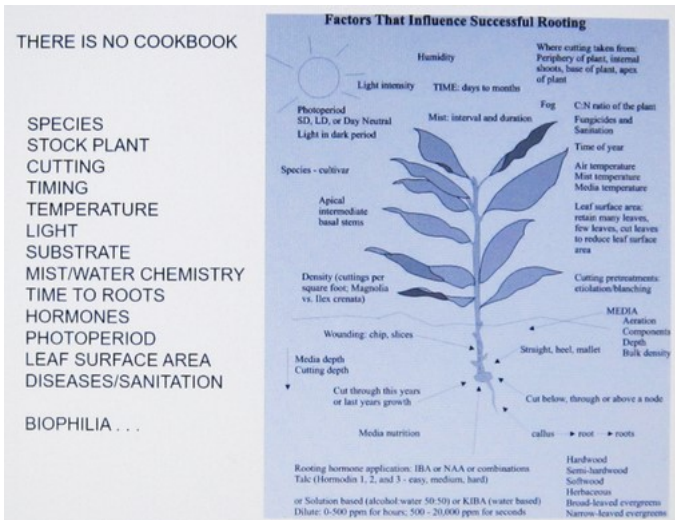 THERE IS NO COOKBOOK
SPECIES
STOCK PLANT
CUTTING
TIMING
TEMPERATURE
LIGHT
SUBSTRATE
MIST/WATER CHEMISTRY
TIME TO ROOTS
HORMONES
PHOTOPERIOD
LEAF SURFACE AREA
DISEASES/SANITATION
BIOPHILIA . . .
Factors That Influence Successful Rooting
Humidity
Where cutting taken from:
Periphery of plant, internal
shoots, base of plant, apex
of plant
Light intensity
TIME: days to months
Photoperiod
SD, LD, or Day Neutral
Light in dark period
Mist: interval and duration
Fog
C:N ratio of the plant
Fungicides and
Sanitation
Time of year
Species - cultivar
Air temperature
Mist temperature
Media temperature
Apical
intermediate
basal stems
Leaf surface area:
retain many leaves,
few leaves, cut leaves
to reduce leaf surface
area
Density (cuttings per
square foot; Magnolia
vs. Ilex crenata)
Cutting pretreatments:
etiolation/blanching
MEDIA
Aeration
Components
Depth
Bulk density
Wounding: chip, slices
Straight, heel, mallet
Media depth
Cutting depth
Cut through this years
or last years growth
Cut below, through or above a node
Media nutrition
callus root roots
Rooting hormone application: IBA or NAA or combinations
Talc (Hormodin 1, 2, and 3 - easy, medium, hard)
or Solution based (alcohol:water 50:50) or KIBA (water based)
Dilute: 0-500 ppm for hours; 500 - 20,000 ppm for seconds
Hardwood
Semi-hardwood
Softwood
Herbaceous
Broad-leaved evergreens
Narrow-leaved evergreens